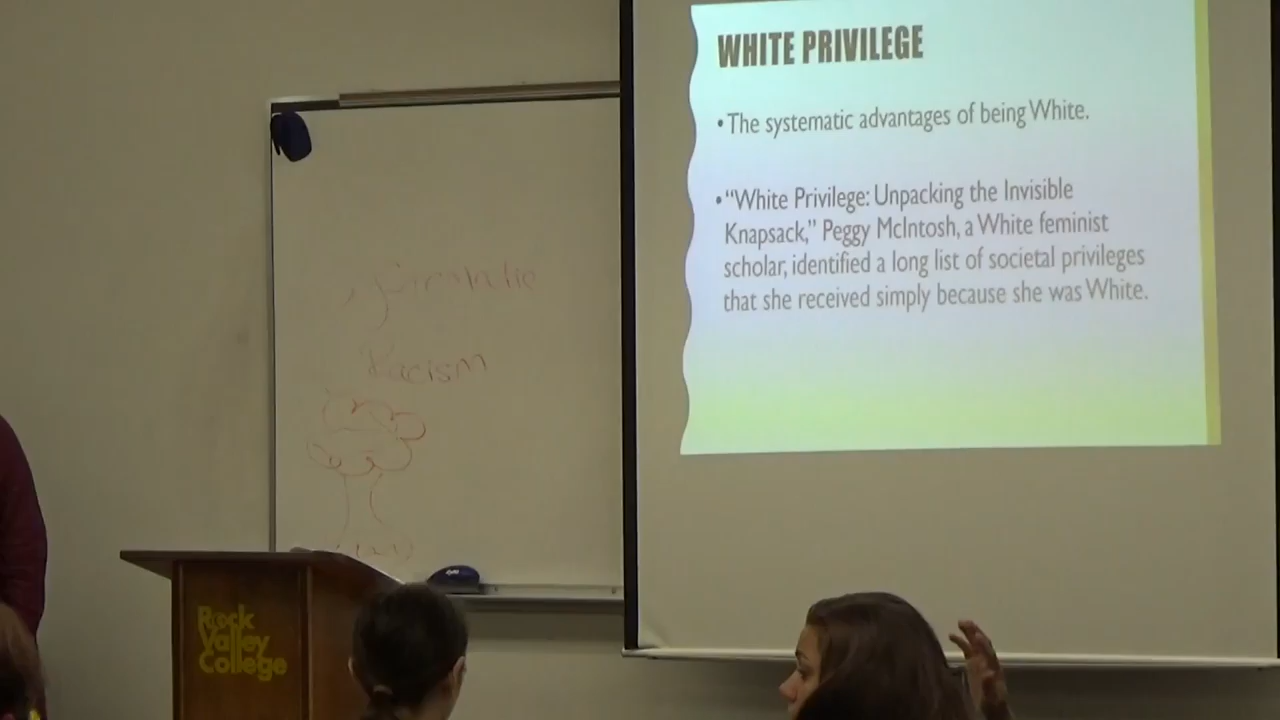 WHITE PRIVILEGE
• The systematic advantages of being White.
• “White Privilege: Unpacking the Invisible
Knapsack,” Peggy McIntosh, a White feminist
scholar, identified a long list of societal privileges
that she received simply because she was White.
Racism
Rock
Valley
College